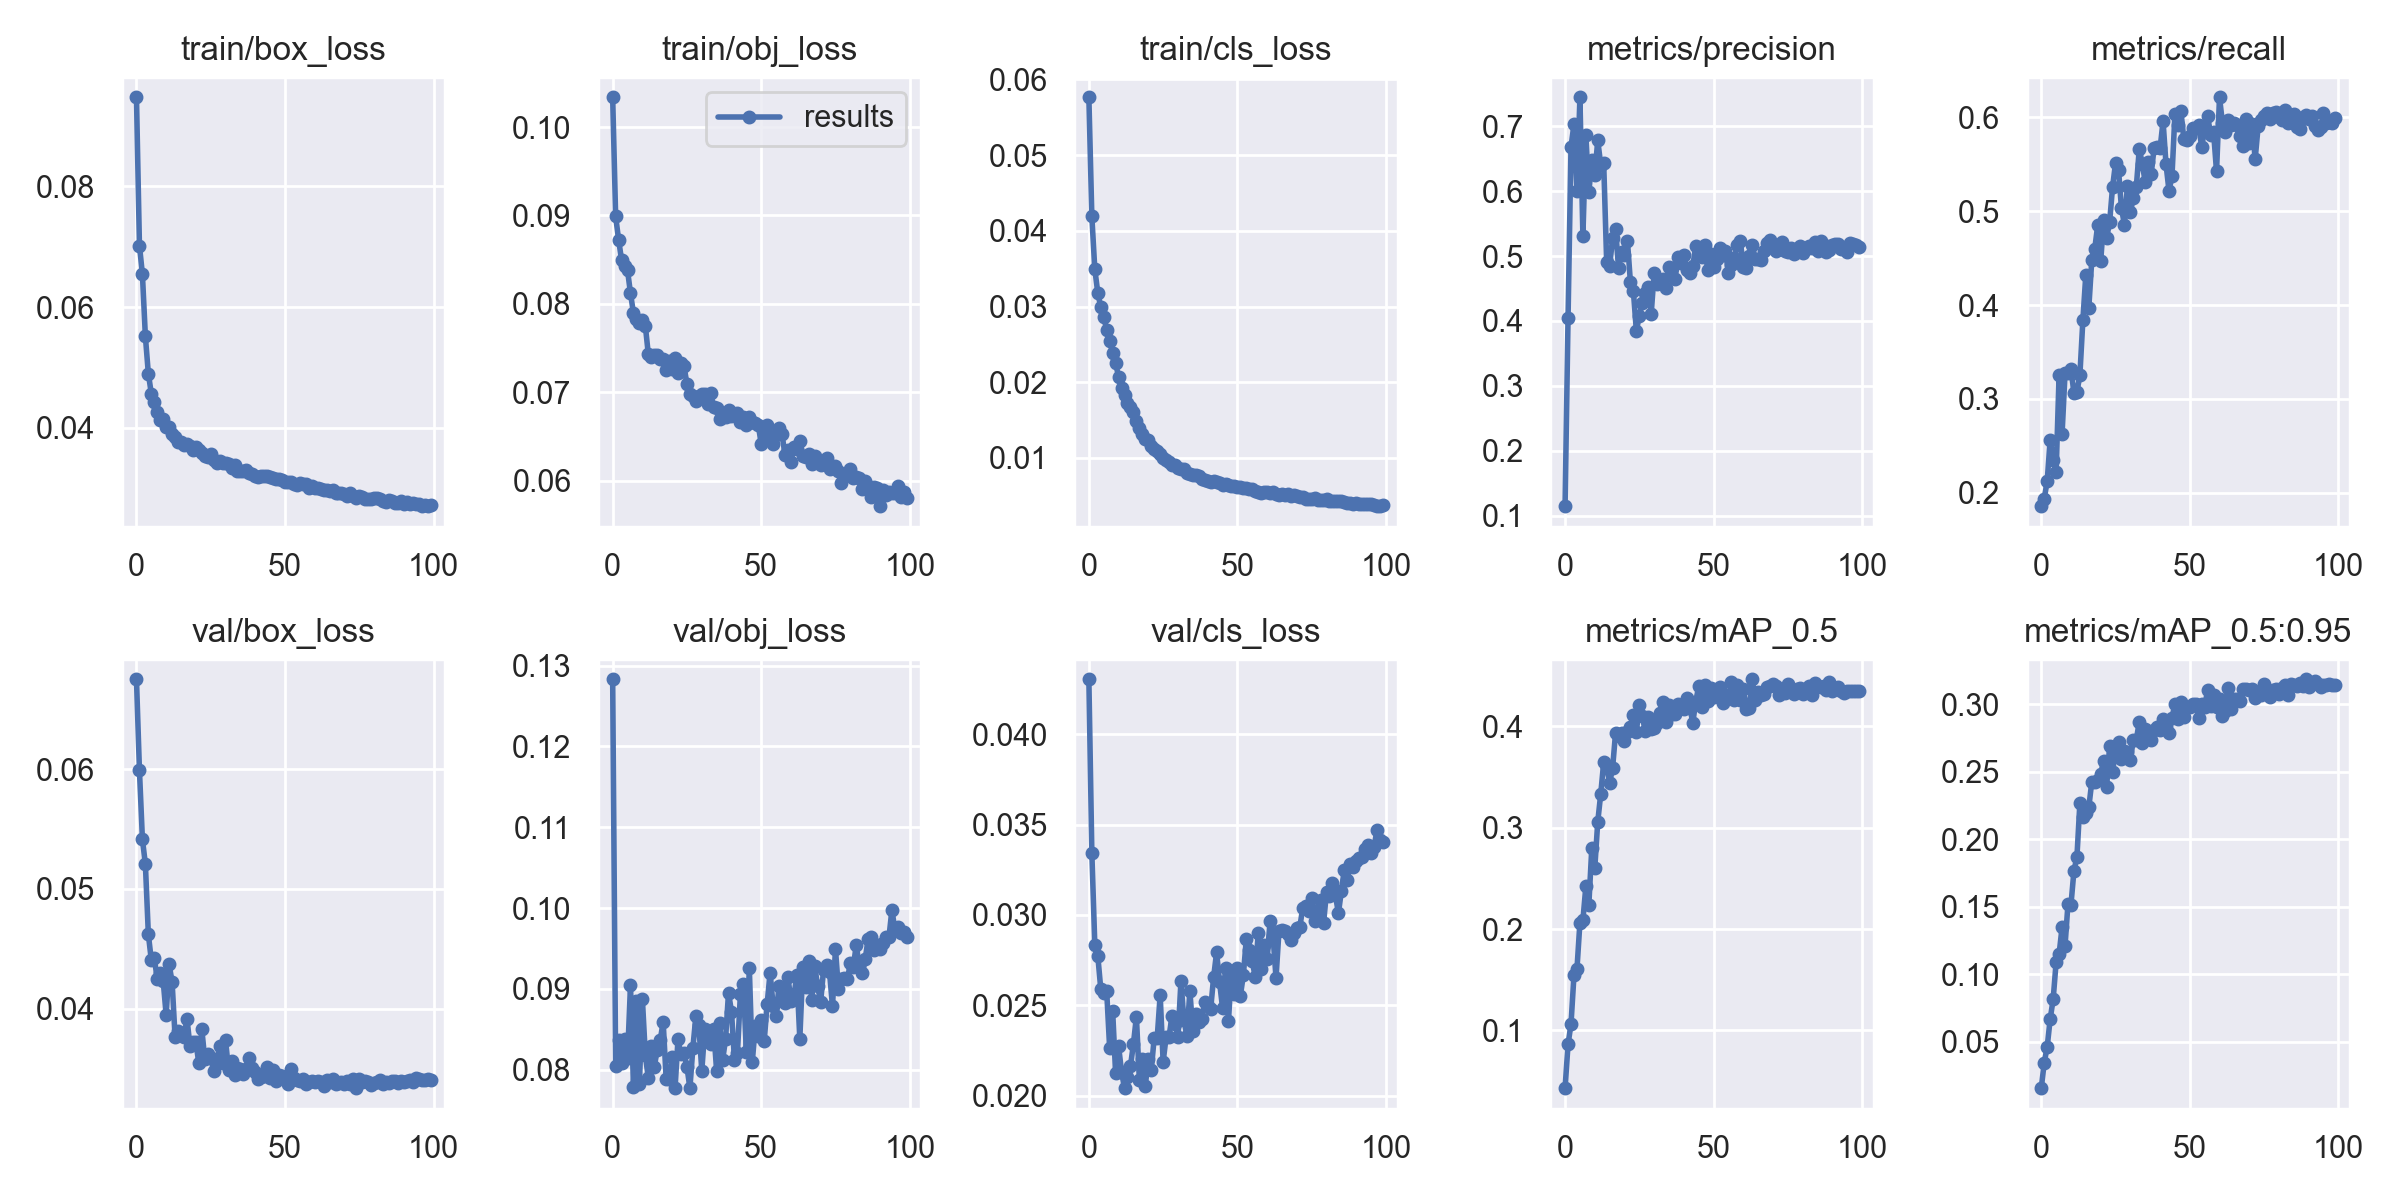 train/box_loss
0.08
0.06
0.04
0 50 100
train/obj_loss
results
0.10
0.09
0.08
0.07
0.06
0 50 100
train/cls_loss
0.06
0.05
0.04
0.03
0.02
0.01
0 50 100
metrics/precision
0.7
0.6
0.5
0.4
0.3
0.2
0.1
0 50 100
metrics/recall
0.6
0.5
0.4
0.3
0.2
0 50 100
val/box_loss
0.06
0.05
0.04
0 50 100
val/obj_loss
0.13
0.12
0.11
0.10
0.09
0.08
0 50 100
val/cls_loss
0.040
0.035
0.030
0.025
0.020
0 50 100
metrics/mAP_0.5
0.4
0.3
0.2
0.1
0 50 100
metrics/mAP_0.5:0.95
0.30
0.25
0.20
0.15
0.10
0.05
0 50 100